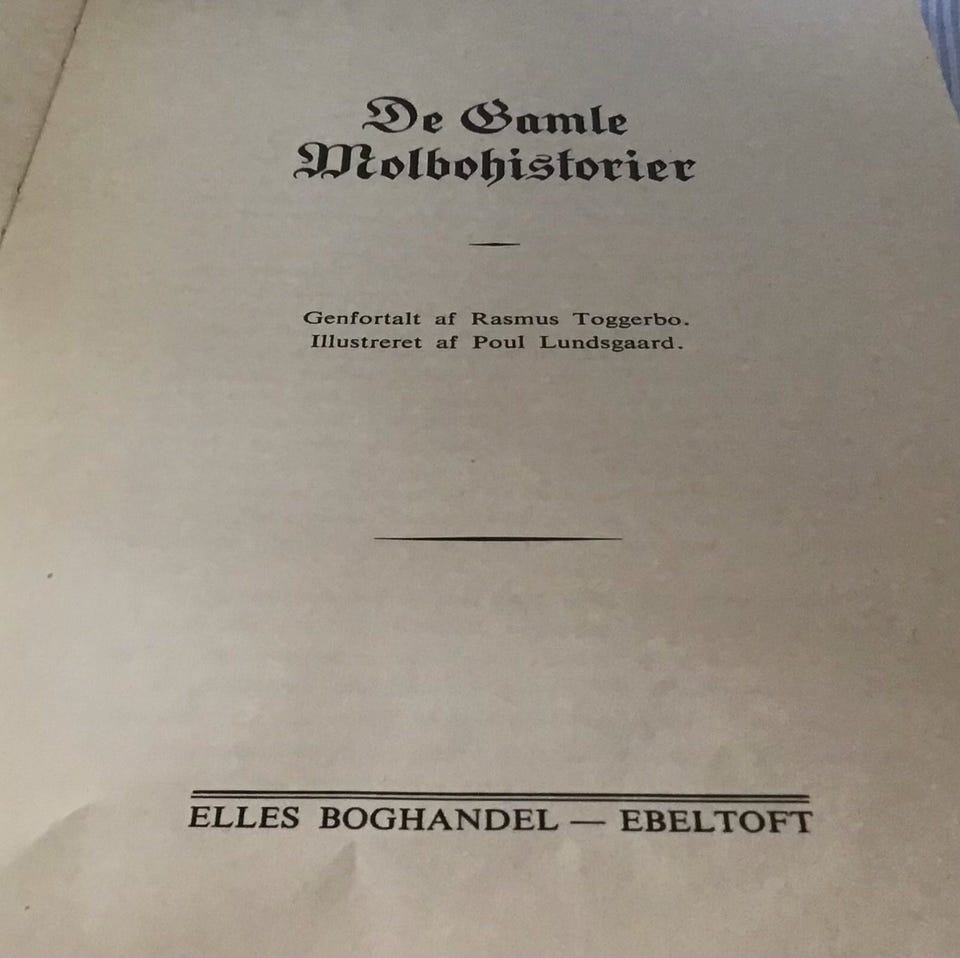 De Gamle
Molbohistorier
Genfortalt af Rasmus Toggerbo.
Illustreret af Poul Lundsgaard.
ELLES BOGHANDEL — EBELTOFT